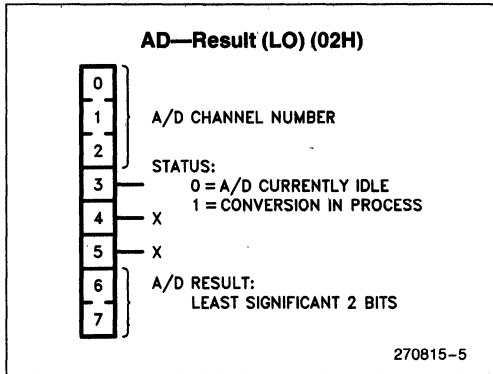 AD—Result (LO) (02H)
0
1
A/D CHANNEL NUMBER
2
STATUS:
3
0 = A/D CURRENTLY IDLE
1 = CONVERSION IN PROCESS
4
X
5
X
6
A/D RESULT:
LEAST SIGNIFICANT 2 BITS
7
270815-5